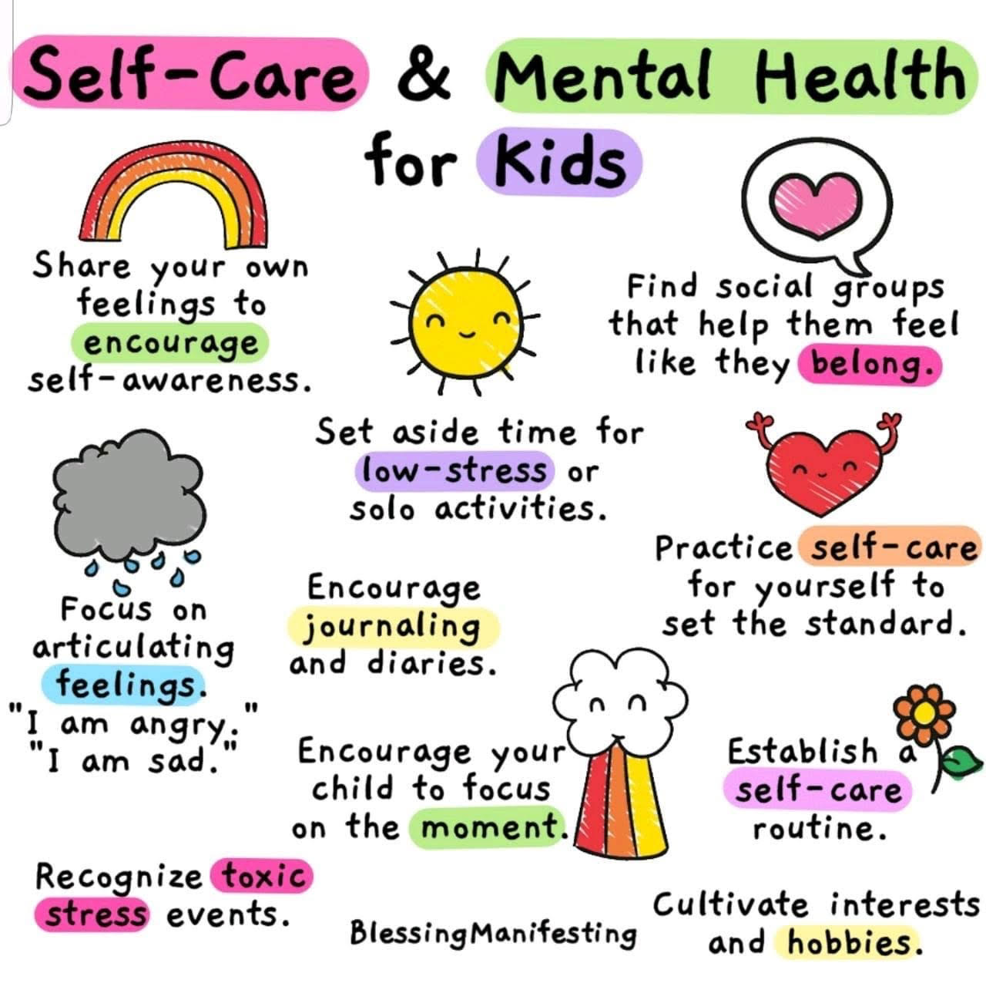 Self-Care & Mental Health
for Kids
Share your own
feelings to
encourage
self-awareness.
Find social groups
that help them feel
like they belong.
Set aside time for
low-stress or
solo activities.
Practice self-care
for yourself to
set the standard.
Focus on
articulating
feelings.
"I am angry."
"I am sad."
Encourage
journaling
and diaries.
Encourage your
child to focus
on the moment.
Establish a
self-care
routine.
Recognize toxic
stress events.
Cultivate interests
and hobbies.
BlessingManifesting